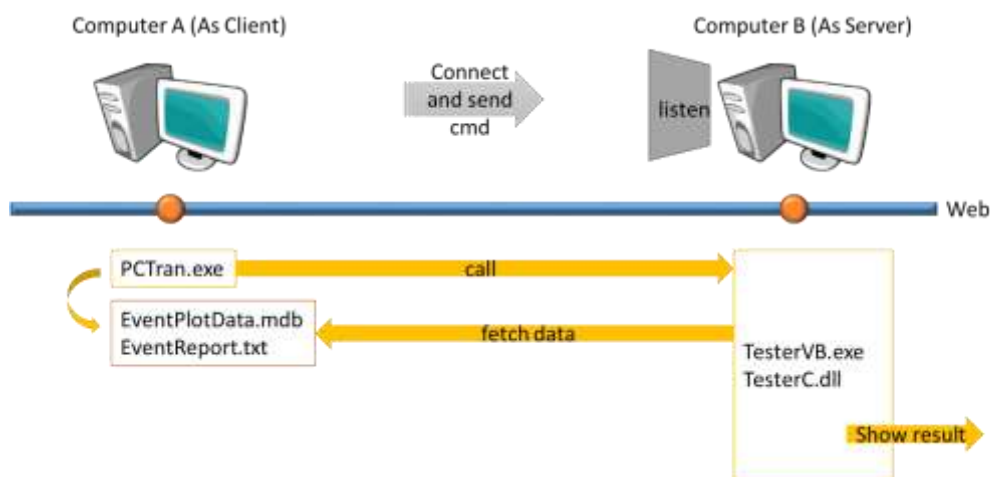 Computer A (As Client)
Computer B (As Server)
Connect
and send
cmd
listen
Web
PCTran.exe
call
EventPlotData.mdb
EventReport.txt
fetch data
TesterVB.exe
TesterC.dll
Show result